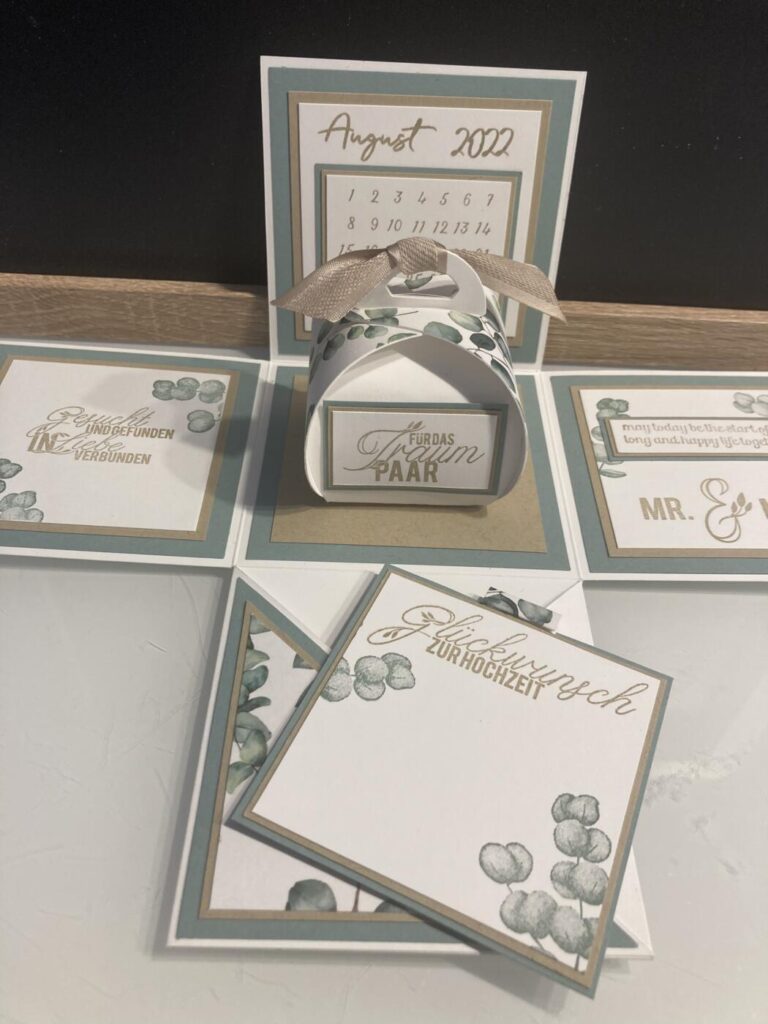 August 2022
1 2 3 4 5 6 7
8 9 10 11 12 13 14
15
Gesucht
UND GEFUNDEN
IN Liebe
VERBUNDEN
FÜR DAS
Traum
PAAR
may today be the start of
long and happy life togeth
MR. &
Glückwunsch
ZUR HOCHZEIT